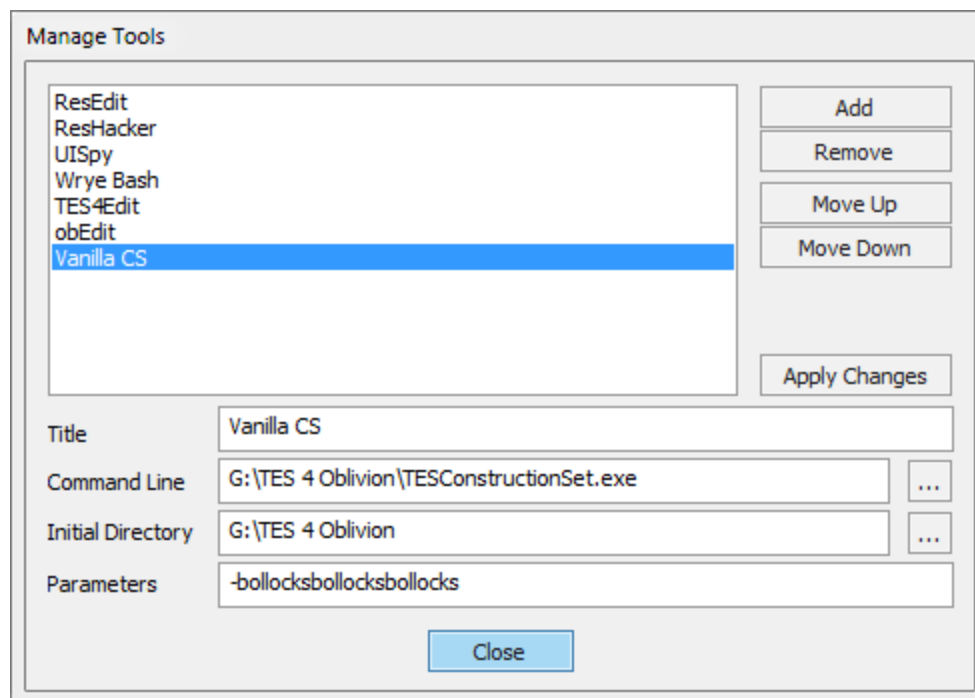 Manage Tools
ResEdit
ResHacker
UISpy
Wrye Bash
TES4Edit
obEdit
Vanilla CS
Add
Remove
Move Up
Move Down
Apply Changes
Title
Vanilla CS
Command Line
G:\TES 4 Oblivion\TESConstructionSet.exe
...
Initial Directory
G:\TES 4 Oblivion
...
Parameters
-bollocksbollocksbollocks
Close